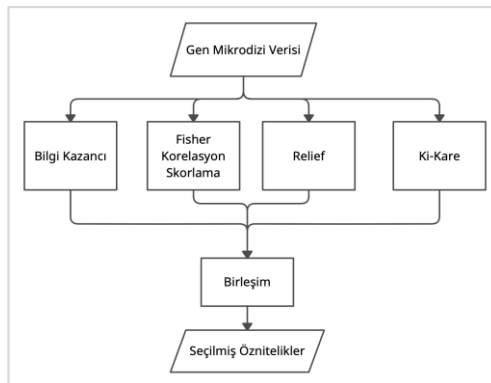 Gen Mikrodizi Verisi
Bilgi Kazancı
Fisher
Korelasyon
Skorlama
Relief
Ki-Kare
Birleşim
Seçilmiş Öznitelikler